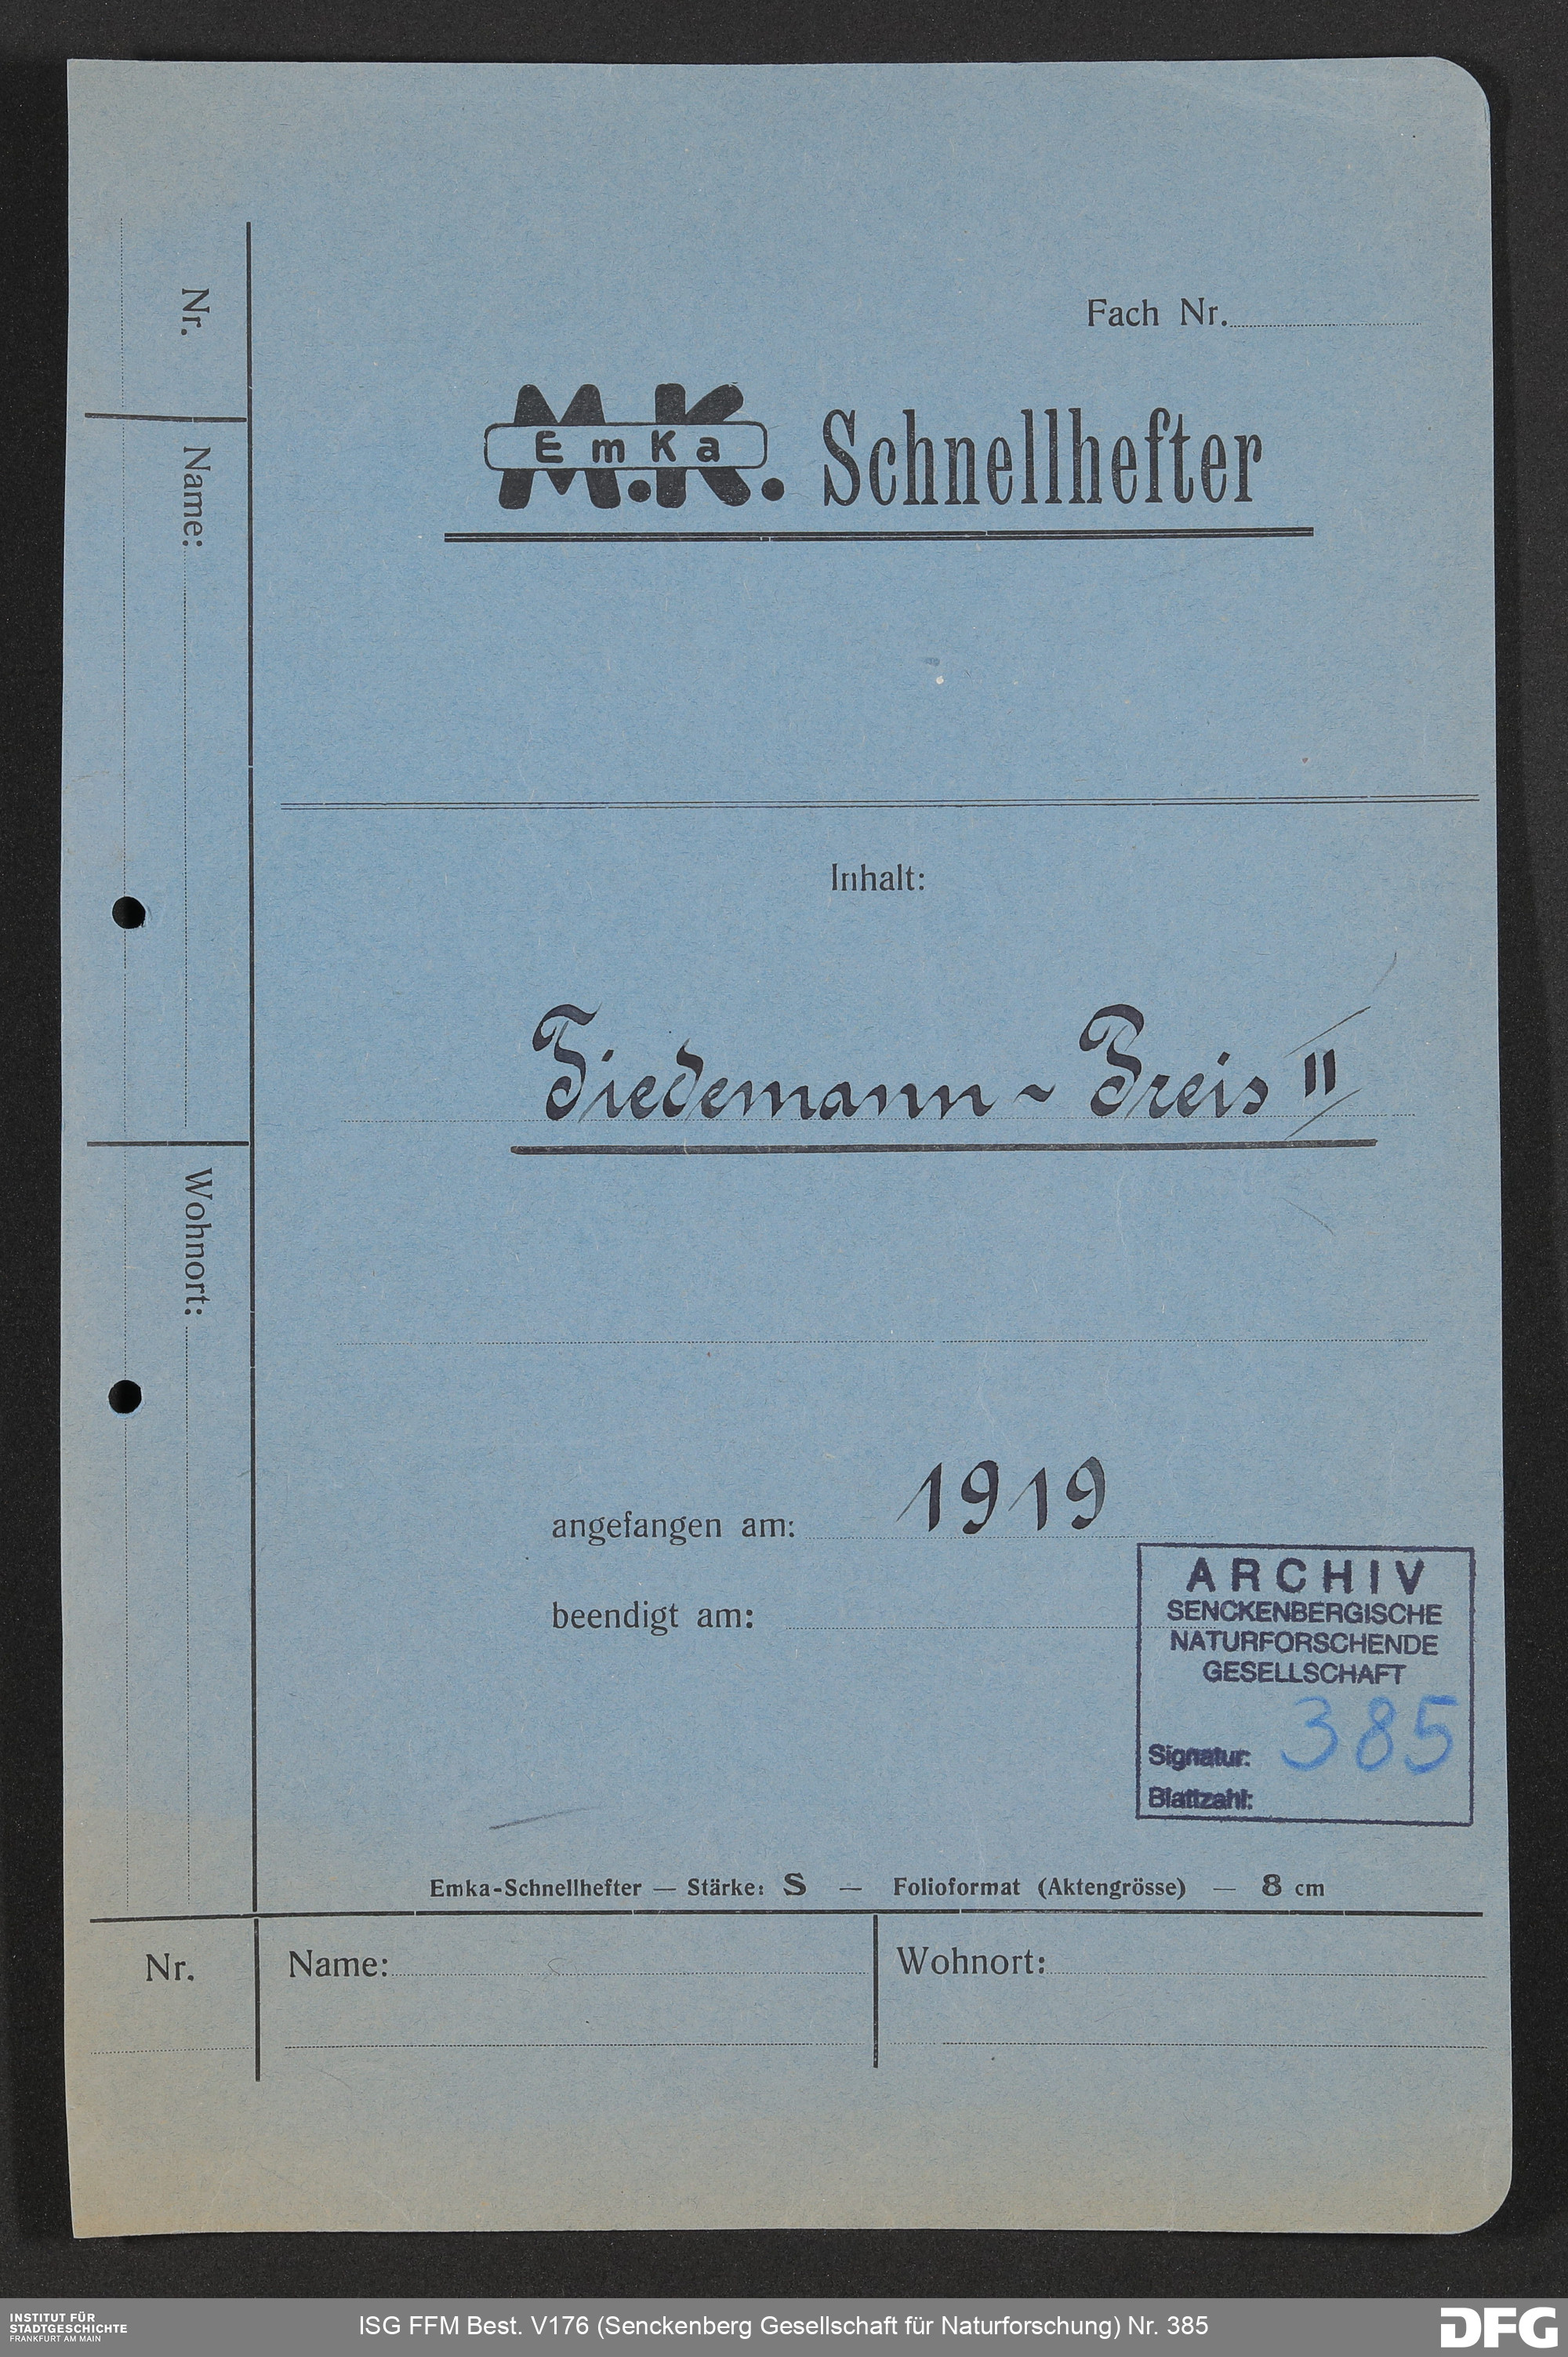 Fach Nr.
M.K. EmKa Schnellhefter
Nr.
Name:
Wohnort:
Inhalt:
Tiedemann - Preis II
angefangen am: 1919
beendigt am:
ARCHIV
SENCKENBERGISCHE
NATURFORSCHENDE
GESELLSCHAFT
Signatur: 385
Blattzahl:
Emka-Schnellhefter — Stärke: S — Folioformat (Aktengrösse) — 8 cm
Nr. Name: Wohnort:
INSTITUT FÜR
STADTGESCHICHTE
FRANKFURT AM MAIN
ISG FFM Best. V176 (Senckenberg Gesellschaft für Naturforschung) Nr. 385
DFG